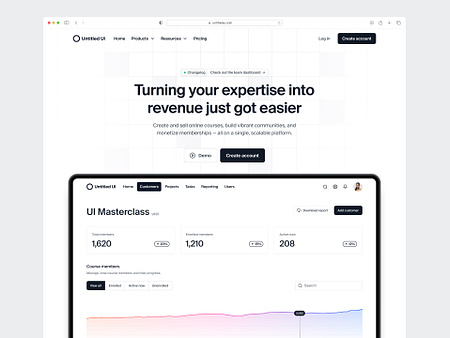 untitledui.com
Untitled UI Home Products Resources Pricing Log in Create account
Changelog Check out the team dashboard →
Turning your expertise into
revenue just got easier
Create and sell online courses, build vibrant communities, and
monetize memberships — all on a single, scalable platform.
Demo Create account
Untitled UI Home Customers Projects Tasks Reporting Users
UI Masterclass
Download report Add customer
Total members Enrolled members Active now
1,620 1,210 208
Course members
View all Enrolled Active now
Search